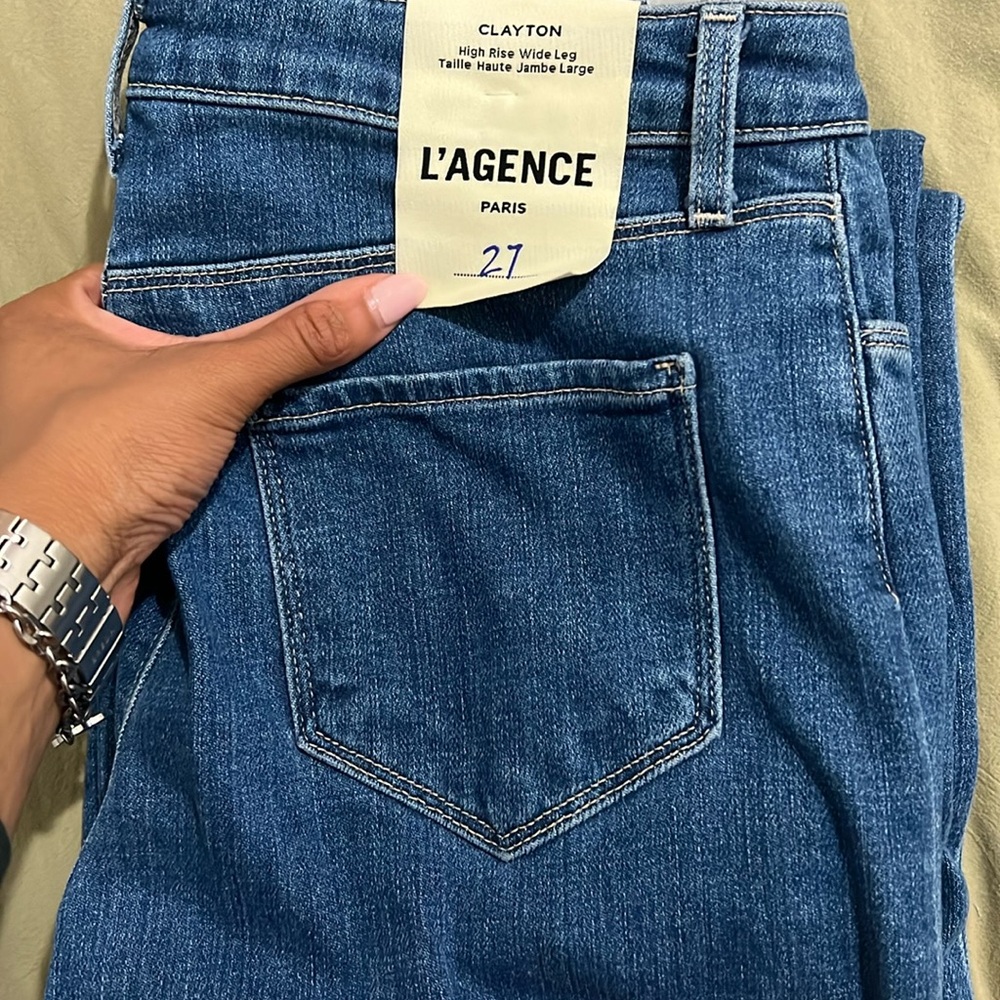 CLAYTON
High Rise Wide Leg
Taille Haute Jambe Large
L'AGENCE
PARIS
27